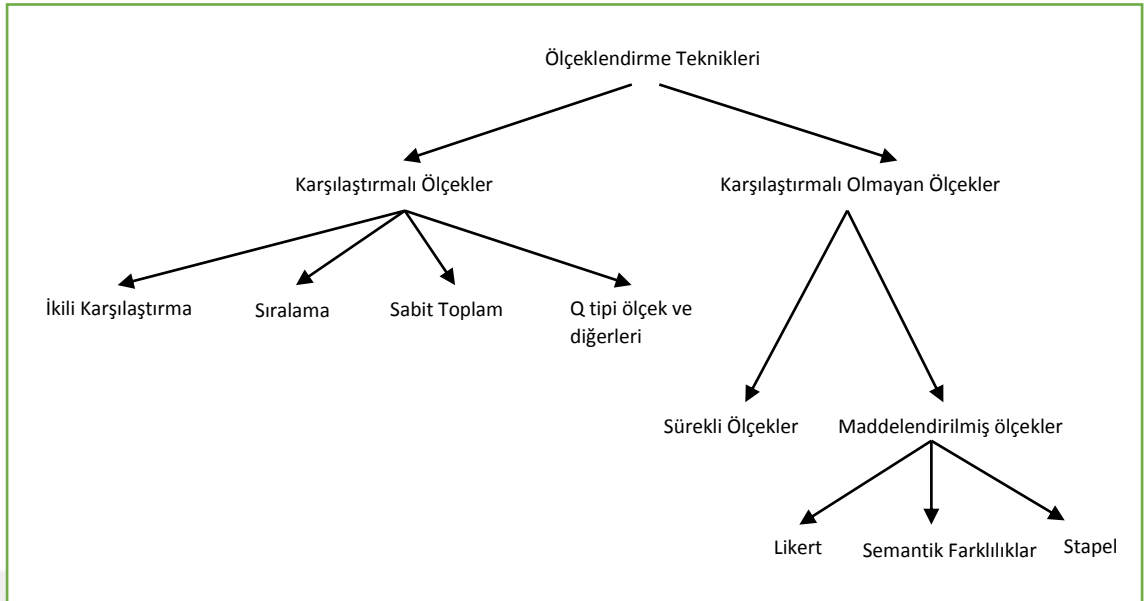 Ölçeklendirme Teknikleri
Karşılaştırmalı Ölçekler
Karşılaştırmalı Olmayan Ölçekler
İkili Karşılaştırma
Sıralama
Sabit Toplam
Q tipi ölçek ve
diğerleri
Sürekli Ölçekler
Maddelendirilmiş ölçekler
Likert
Semantik Farklılıklar
Stapel